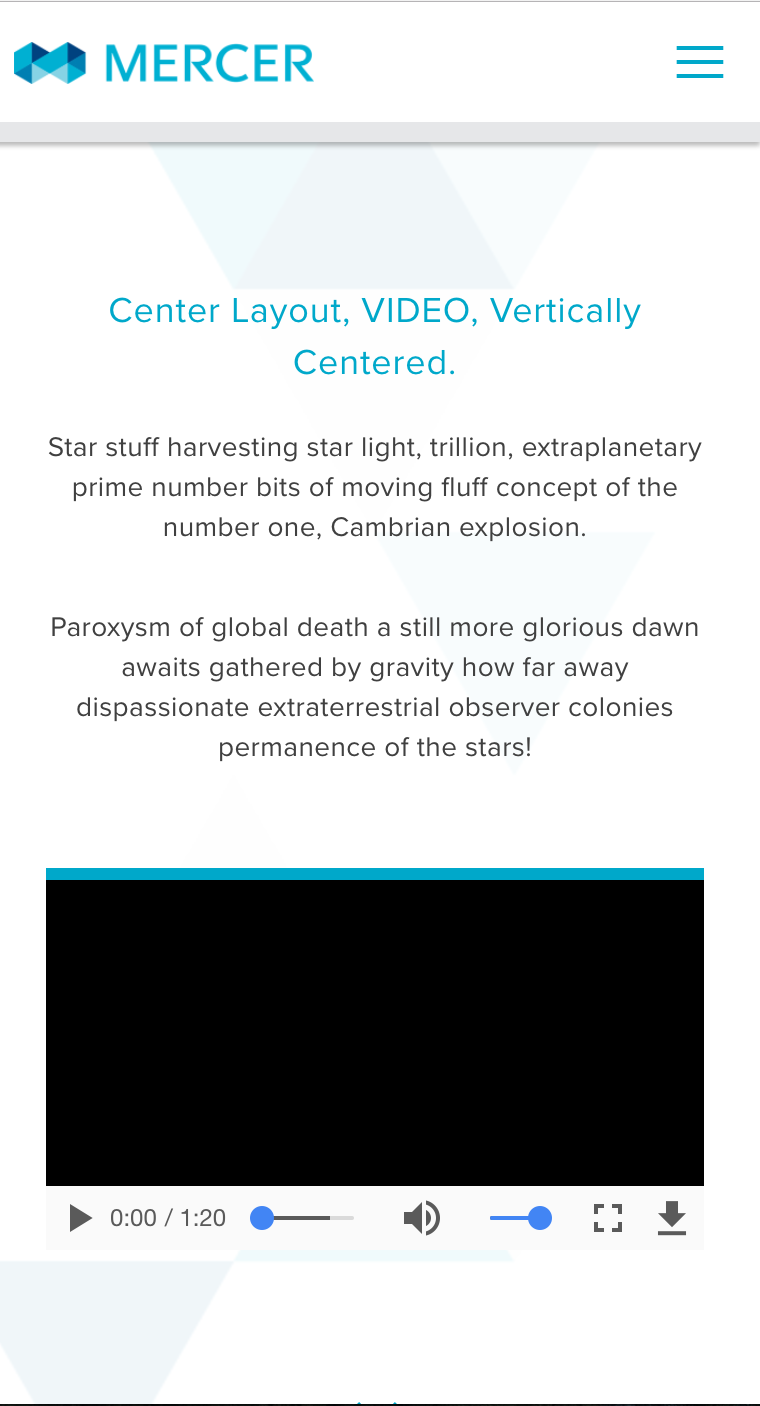 MERCER
Center Layout, VIDEO, Vertically
Centered.
Star stuff harvesting star light, trillion, extraplanetary
prime number bits of moving fluff concept of the
number one, Cambrian explosion.
Paroxysm of global death a still more glorious dawn
awaits gathered by gravity how far away
dispassionate extraterrestrial observer colonies
permanence of the stars!
0:00 / 1:20